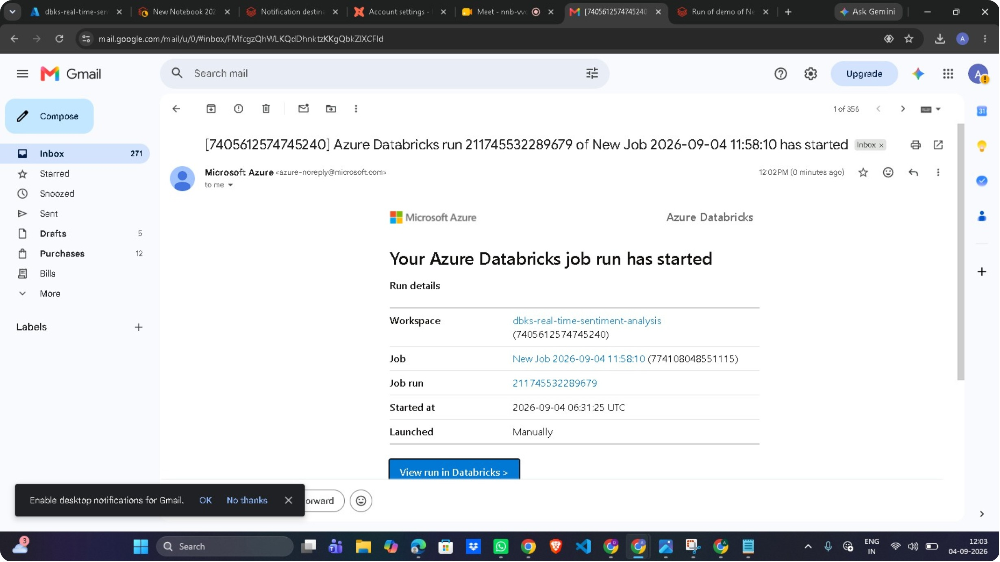 dbks-real-time-sen
New Notebook 202
Notification destina
Account settings -
Meet - nnb-vvc
[7405612574745240
Run of demo of Ne
Ask Gemini
mail.google.com/mail/u/0/#inbox/FMfcgzQhWLKQdDhnktzKKgQbkZlXCFld
A
Gmail
Search mail
Upgrade
A
Compose
1 of 356
31
[7405612574745240] Azure Databricks run 211745532289679 of New Job 2026-09-04 11:58:10 has started
Inbox ×
Inbox 271
Starred
Snoozed
Sent
Drafts 5
Purchases 12
Bills
More
Labels
Microsoft Azure <azure-noreply@microsoft.com>
12:02 PM (0 minutes ago)
to me
Microsoft Azure
Azure Databricks
Your Azure Databricks job run has started
Run details
Workspace dbks-real-time-sentiment-analysis
(7405612574745240)
Job New Job 2026-09-04 11:58:10 (774108048551115)
Job run 211745532289679
Started at 2026-09-04 06:31:25 UTC
Launched Manually
View run in Databricks >
Enable desktop notifications for Gmail. OK No thanks
orward
3
Search
ENG
IN
12:03
04-09-2026